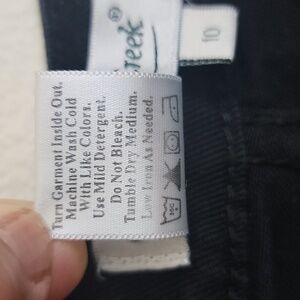 reek®
10
Turn Garment Inside Out.
Machine Wash Cold
With Like Colors.
Use Mild Detergent.
Do Not Bleach.
Tumble Dry Medium.
Low Iron As Needed.